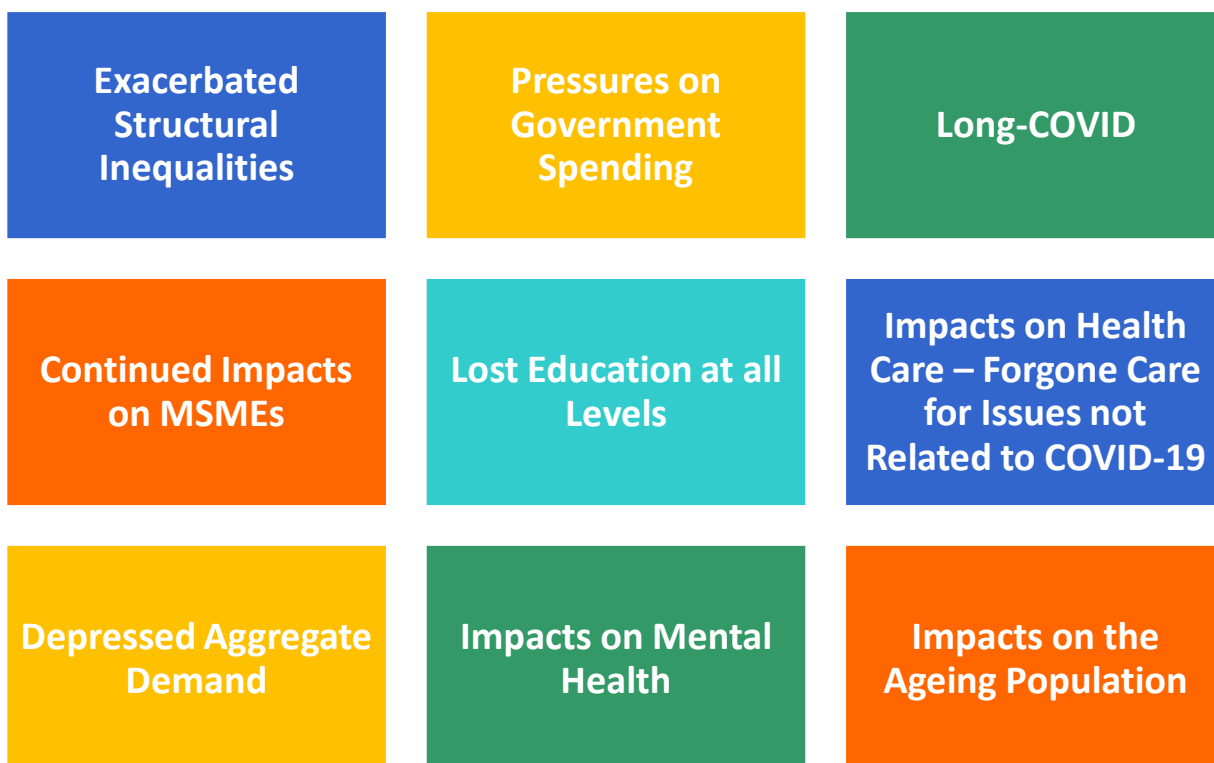 Exacerbated
Structural
Inequalities
Pressures on
Government
Spending
Long-COVID
Continued Impacts
on MSMEs
Lost Education at all
Levels
Impacts on Health
Care – Forgone Care
for Issues not
Related to COVID-19
Depressed Aggregate
Demand
Impacts on Mental
Health
Impacts on the
Ageing Population